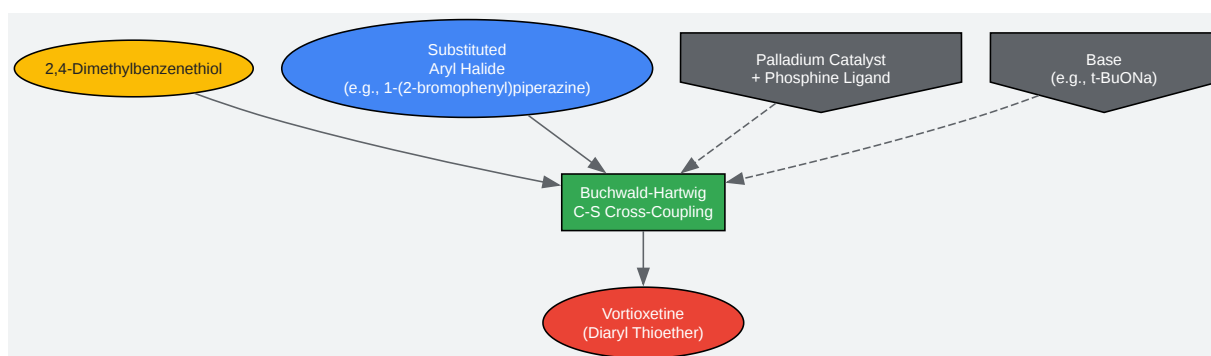 2,4-Dimethylbenzenethiol
Substituted
Aryl Halide
(e.g., 1-(2-bromophenyl)piperazine)
Palladium Catalyst
+ Phosphine Ligand
Base
(e.g., t-BuONa)
Buchwald-Hartwig
C-S Cross-Coupling
Vortioxetine
(Diaryl Thioether)